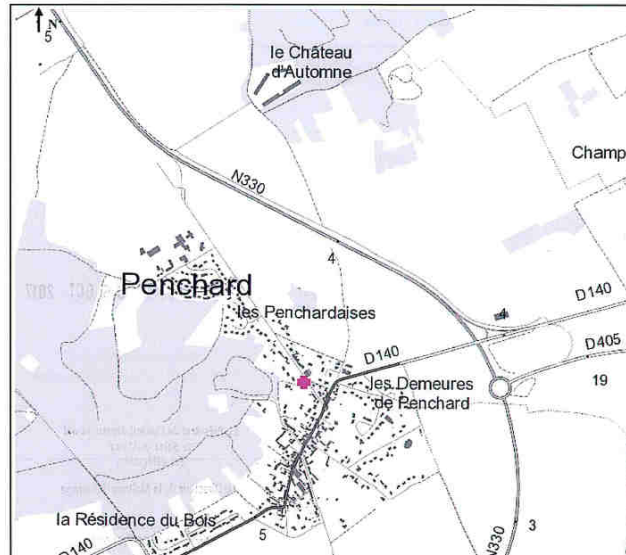 N
5
le Château
d'Automne
Champ
N330
4
Penchard
les Penchardaises
4
D140
D405
D140
19
les Demeures
de Penchard
la Résidence du Bois
5
3
D140
N330